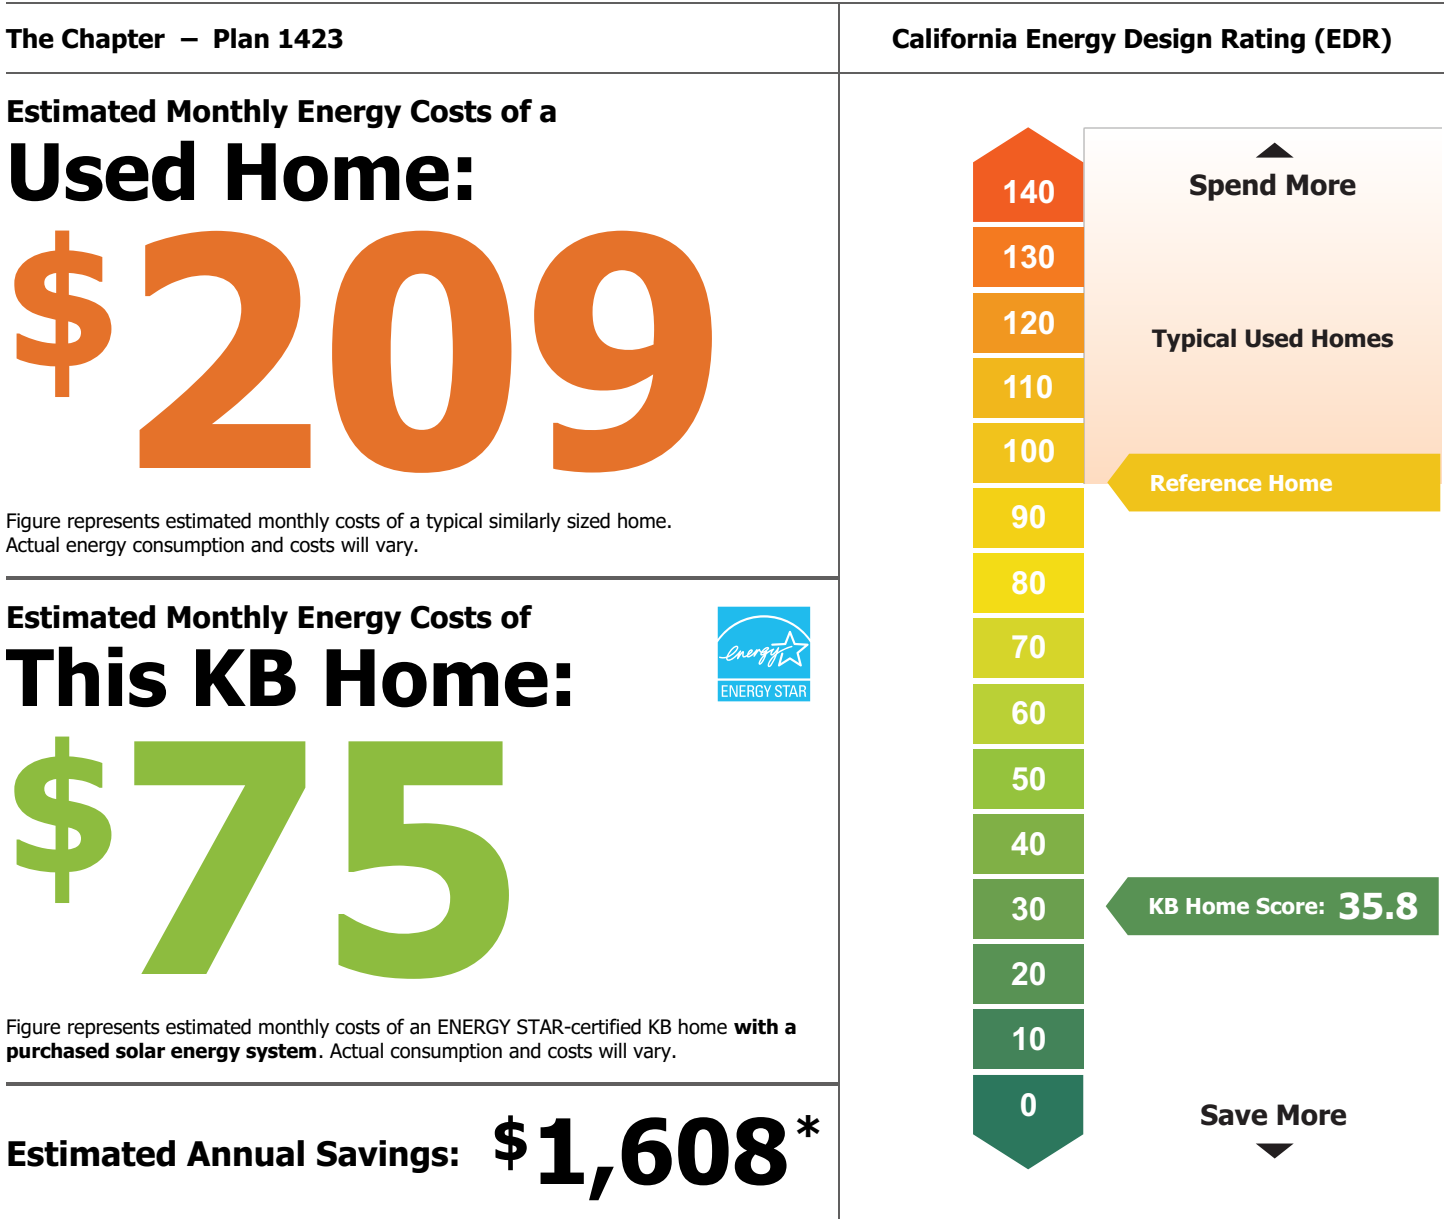 The Chapter – Plan 1423
Estimated Monthly Energy Costs of a
Used Home:
$209
Figure represents estimated monthly costs of a typical similarly sized home.
Actual energy consumption and costs will vary.
Estimated Monthly Energy Costs of
This KB Home:
energy
ENERGY STAR
$75
Figure represents estimated monthly costs of an ENERGY STAR-certified KB home with a
purchased solar energy system. Actual consumption and costs will vary.
Estimated Annual Savings: $1,608*
California Energy Design Rating (EDR)
Spend More
140
130
120
Typical Used Homes
110
100
Reference Home
90
80
70
60
50
40
30
KB Home Score: 35.8
20
10
0
Save More